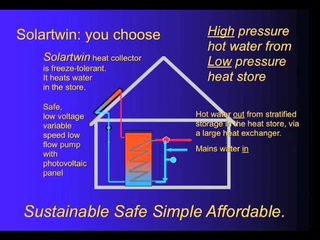 Solartwin: you choose
Solartwin heat collector
is freeze-tolerant.
It heats water
in the store.
Safe,
low voltage
variable
speed low
flow pump
with
photovoltaic
panel
High pressure
hot water from
Low pressure
heat store
Hot water out from stratified
storage in the heat store, via
a large heat exchanger.
Mains water in
Sustainable Safe Simple Affordable.